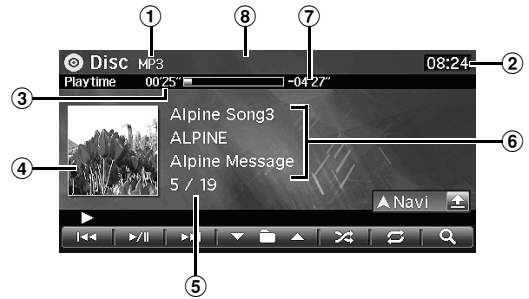 ① ⑧ ⑦
Disc MP3 08:24 ②
Playtime 00'25" -04'27"
③
Alpine Song3
ALPINE
④ Alpine Message ⑥
5 / 19
Navi
⑤